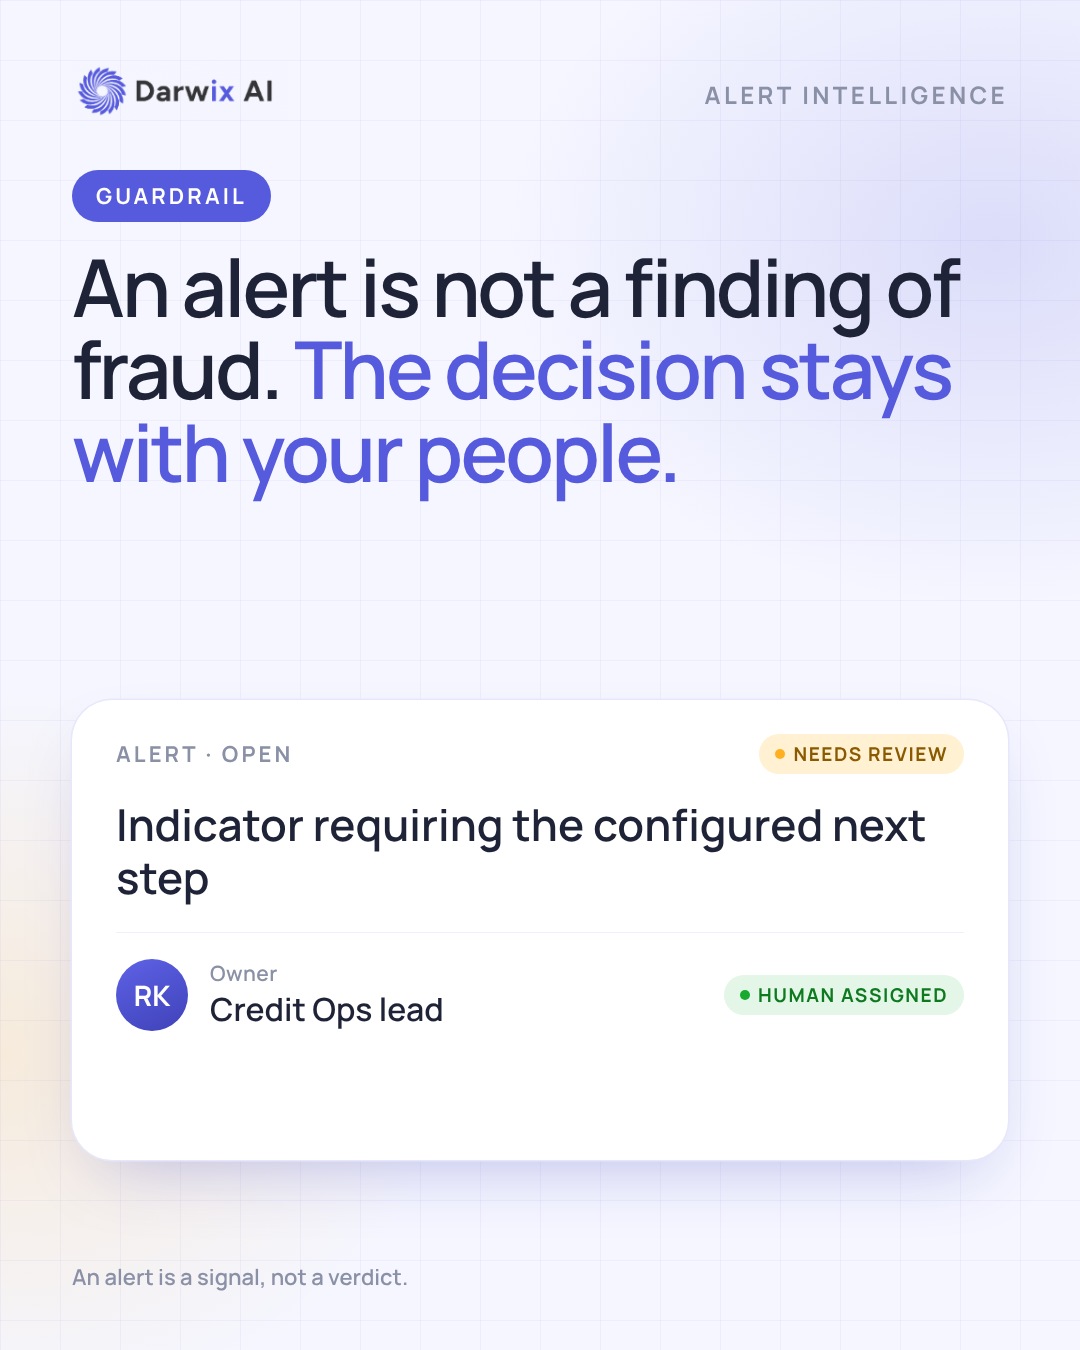 Darwix AI
ALERT INTELLIGENCE
GUARDRAIL
An alert is not a finding of
fraud. The decision stays
with your people.
ALERT · OPEN
NEEDS REVIEW
Indicator requiring the configured next
step
RK
Owner
Credit Ops lead
HUMAN ASSIGNED
An alert is a signal, not a verdict.